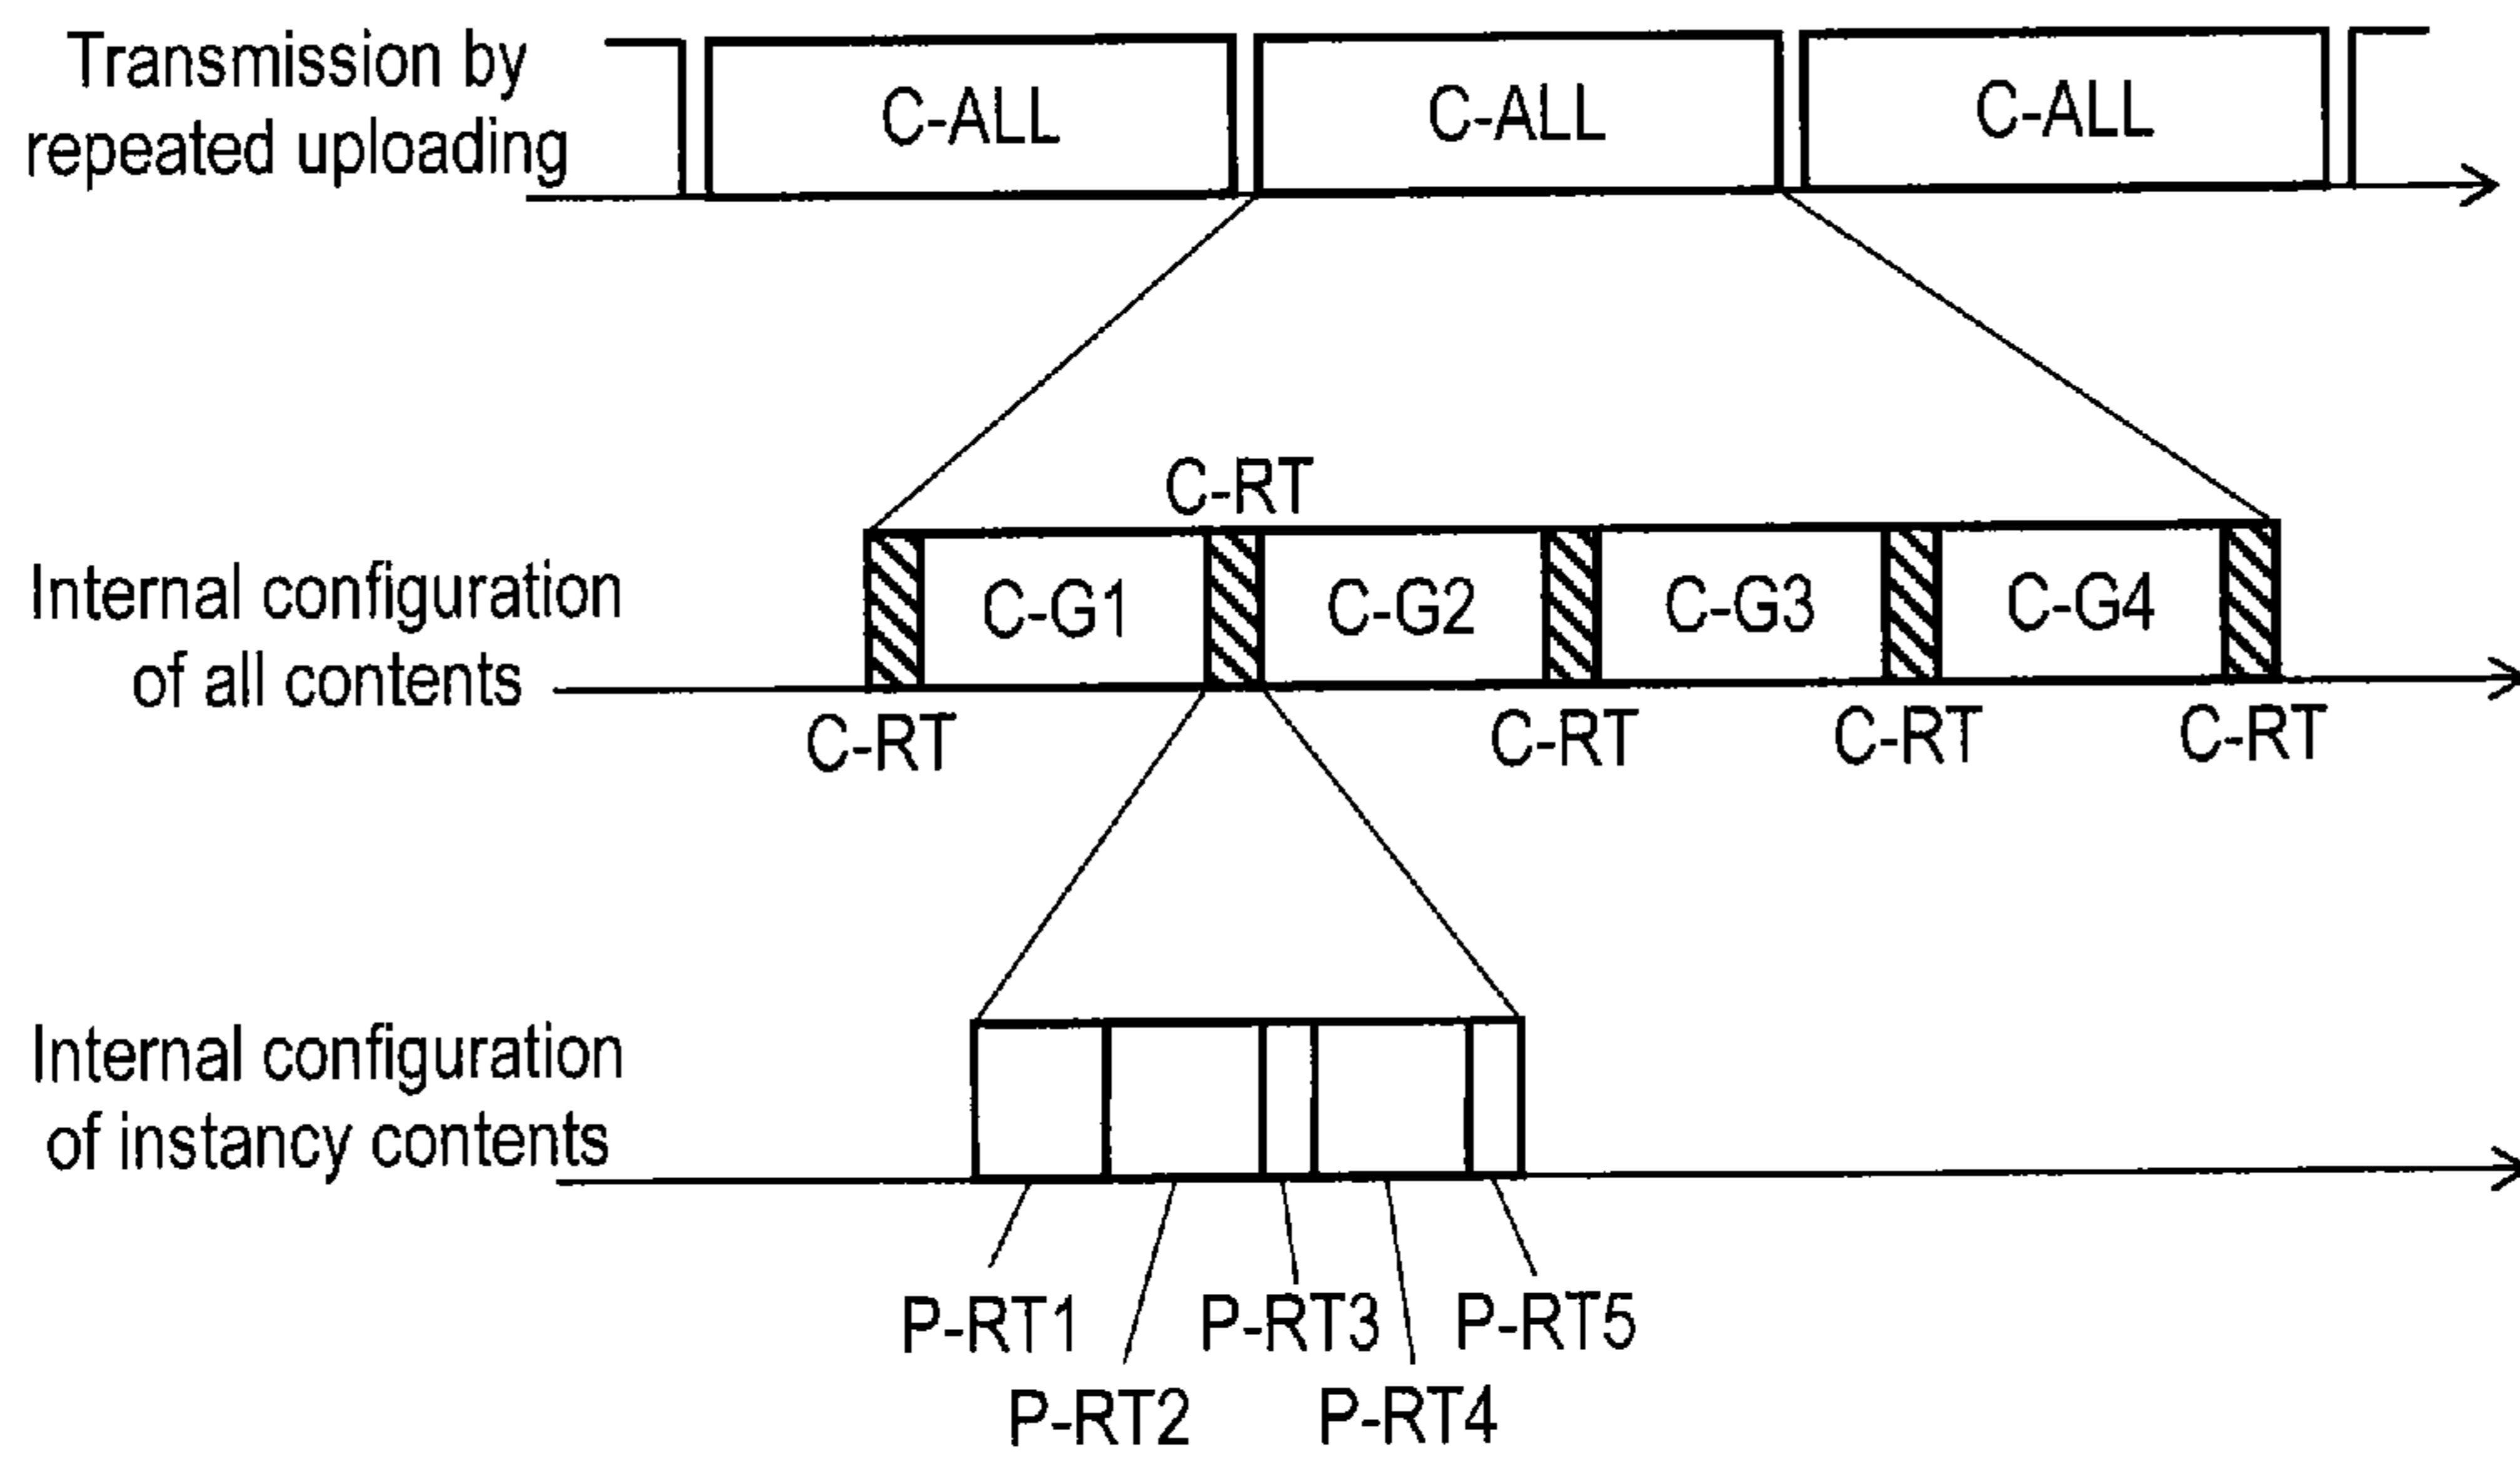 Transmission by
repeated uploading
C-ALL
C-ALL
C-ALL
C-RT
Internal configuration
of all contents
C-G1
C-G2
C-G3
C-G4
C-RT
C-RT
C-RT
C-RT
Internal configuration
of instancy contents
P-RT1
P-RT3
P-RT5
P-RT2
P-RT4